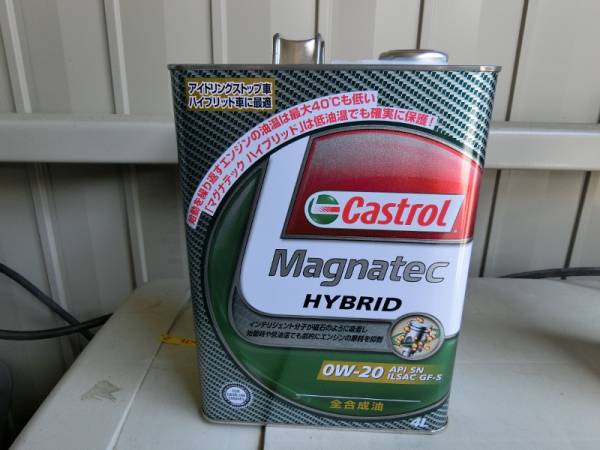 アイドリングストップ車
ハイブリッド車に最適
始動を繰り返すエンジンの油温は最大40℃も低い
「マグナテック ハイブリッド」は低油温でも確実に保護！
Castrol
Magnatec
HYBRID
インテリジェント分子が磁石のように吸着し
始動時や低油温でも劇的にエンジンの摩耗を抑制
0W-20 API SN
ILSAC GF-5
全合成油
4L